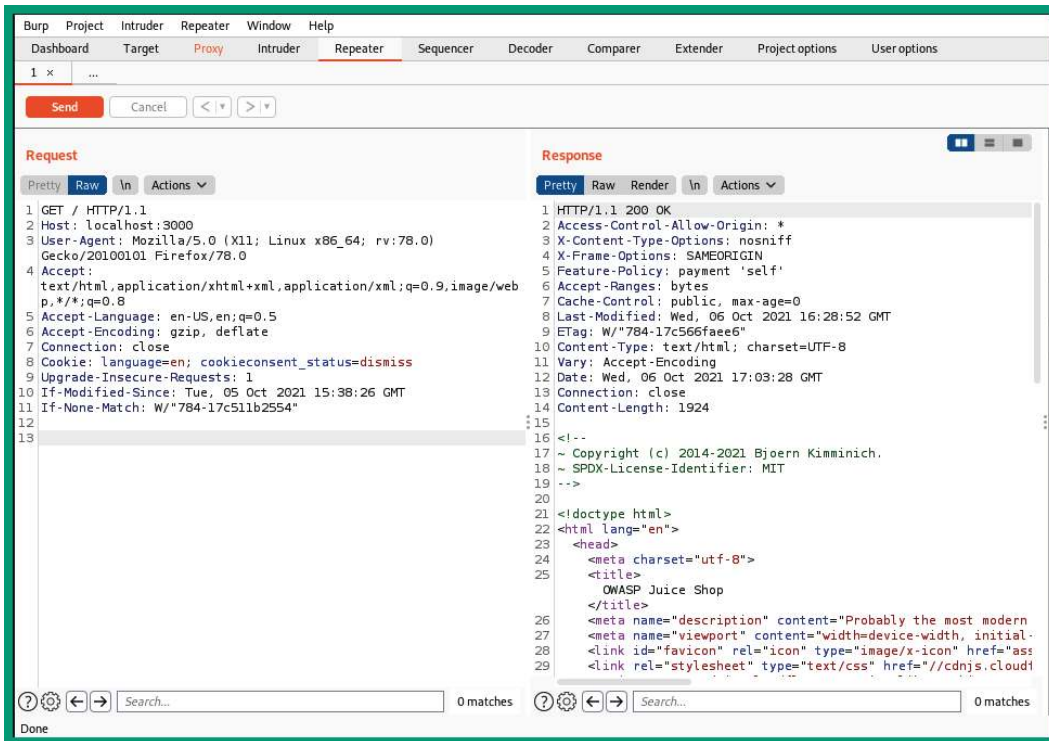 Burp Project Intruder Repeater Window Help
Dashboard Target Proxy Intruder Repeater Sequencer Decoder Comparer Extender Project options User options
1 × ...
Send Cancel < >
Request
Pretty Raw \n Actions
1 GET / HTTP/1.1
2 Host: localhost:3000
3 User-Agent: Mozilla/5.0 (X11; Linux x86_64; rv:78.0)
Gecko/20100101 Firefox/78.0
4 Accept:
text/html,application/xhtml+xml,application/xml;q=0.9,image/web
p,*/*;q=0.8
5 Accept-Language: en-US,en;q=0.5
6 Accept-Encoding: gzip, deflate
7 Connection: close
8 Cookie: language=en; cookieconsent_status=dismiss
9 Upgrade-Insecure-Requests: 1
10 If-Modified-Since: Tue, 05 Oct 2021 15:38:26 GMT
11 If-None-Match: W/"784-17c511b2554"
12
13
Search... 0 matches
Response
Pretty Raw Render \n Actions
1 HTTP/1.1 200 OK
2 Access-Control-Allow-Origin: *
3 X-Content-Type-Options: nosniff
4 X-Frame-Options: SAMEORIGIN
5 Feature-Policy: payment 'self'
6 Accept-Ranges: bytes
7 Cache-Control: public, max-age=0
8 Last-Modified: Wed, 06 Oct 2021 16:28:52 GMT
9 ETag: W/"784-17c566faee6"
10 Content-Type: text/html; charset=UTF-8
11 Vary: Accept-Encoding
12 Date: Wed, 06 Oct 2021 17:03:28 GMT
13 Connection: close
14 Content-Length: 1924
15
16 <!--
17 ~ Copyright (c) 2014-2021 Bjoern Kimminich.
18 ~ SPDX-License-Identifier: MIT
19 -->
20
21 <!doctype html>
22 <html lang="en">
23 <head>
24 <meta charset="utf-8">
25 <title>
OWASP Juice Shop
</title>
26 <meta name="description" content="Probably the most modern
27 <meta name="viewport" content="width=device-width, initial-
28 <link id="favicon" rel="icon" type="image/x-icon" href="ass
29 <link rel="stylesheet" type="text/css" href="//cdnjs.cloudf
Search... 0 matches
Done